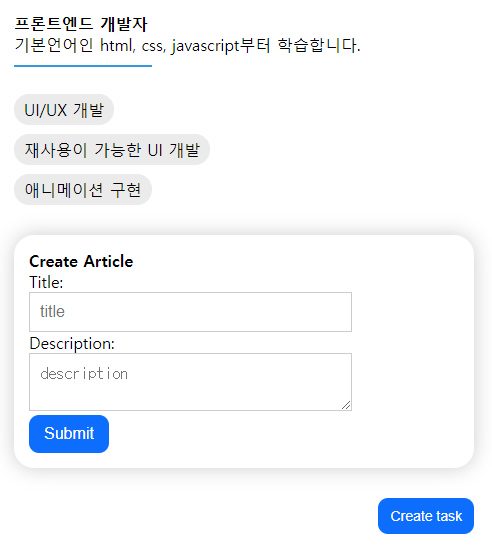 프론트엔드 개발자
기본언어인 html, css, javascript부터 학습합니다.
UI/UX 개발
재사용이 가능한 UI 개발
애니메이션 구현
Create Article
Title:
title
Description:
description
Submit
Create task